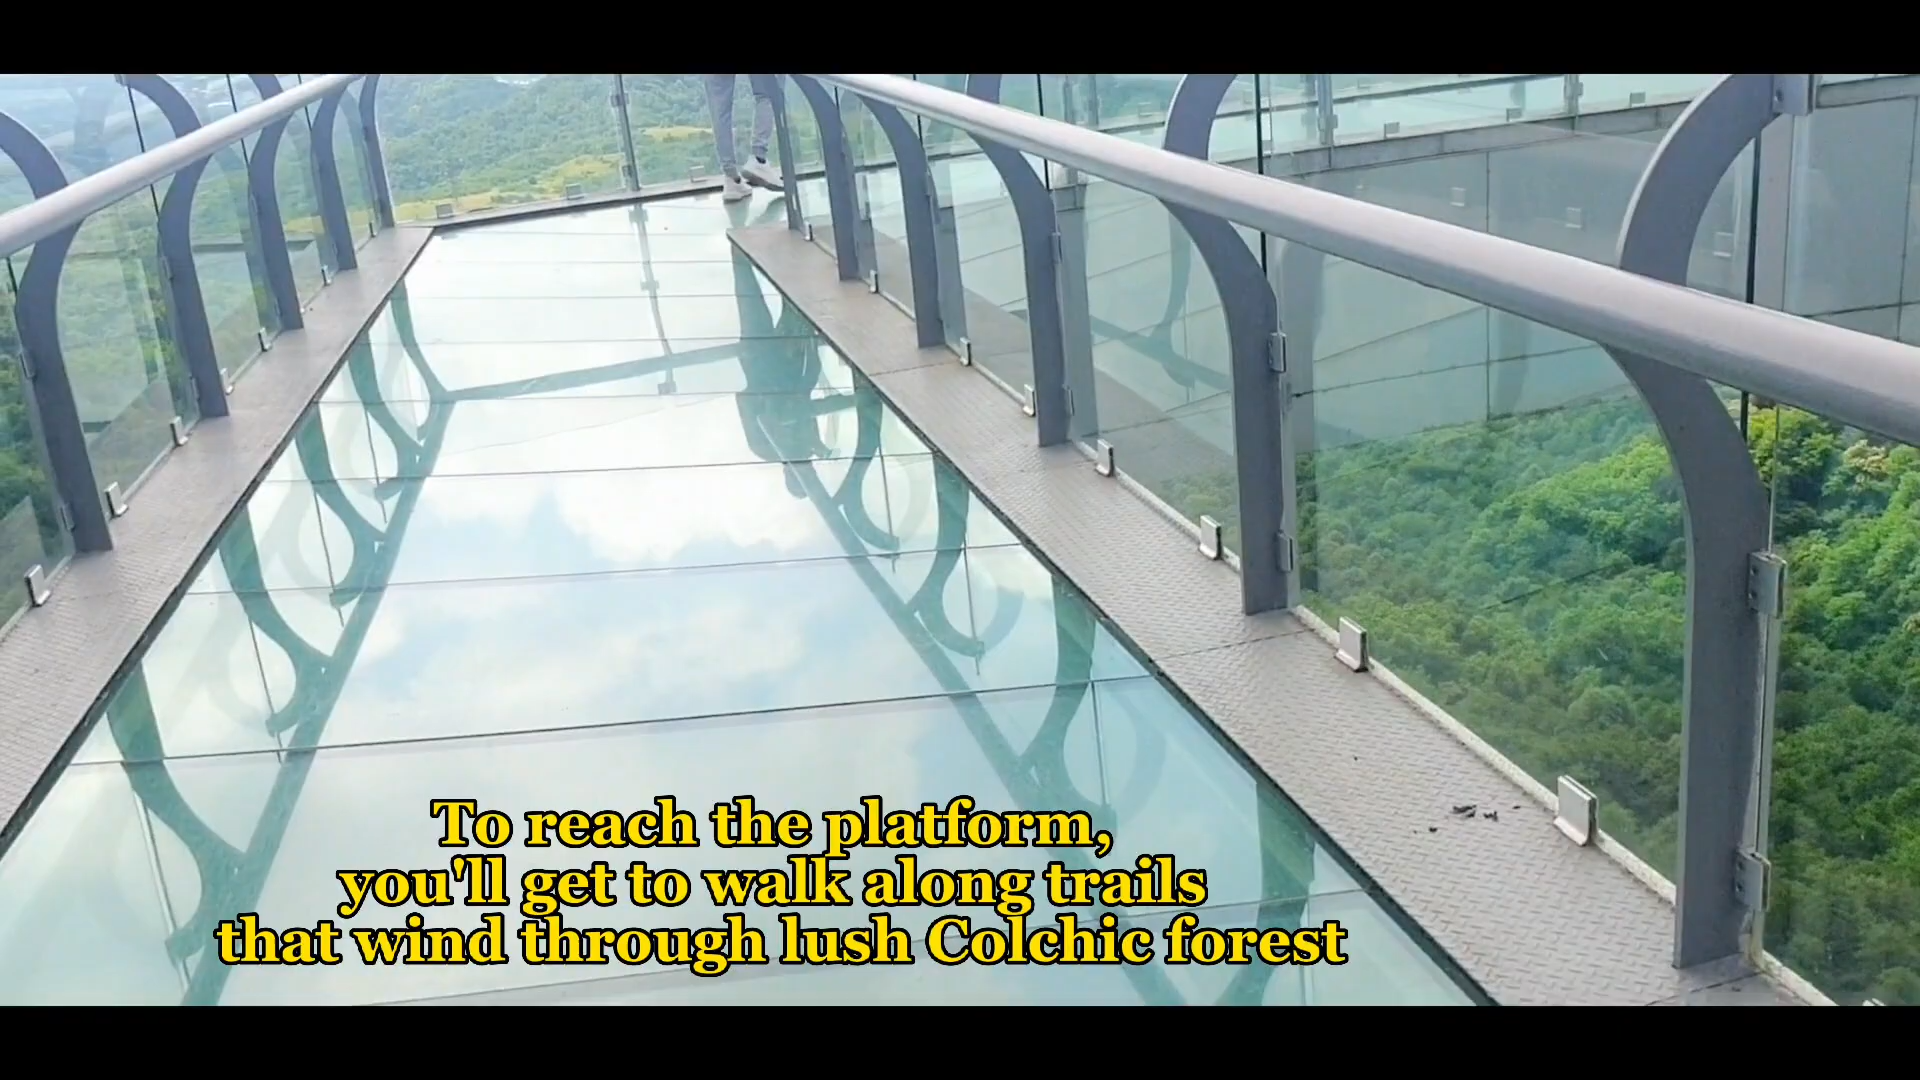 To reach the platform,
you'll get to walk along trails
that wind through lush Colchic forest